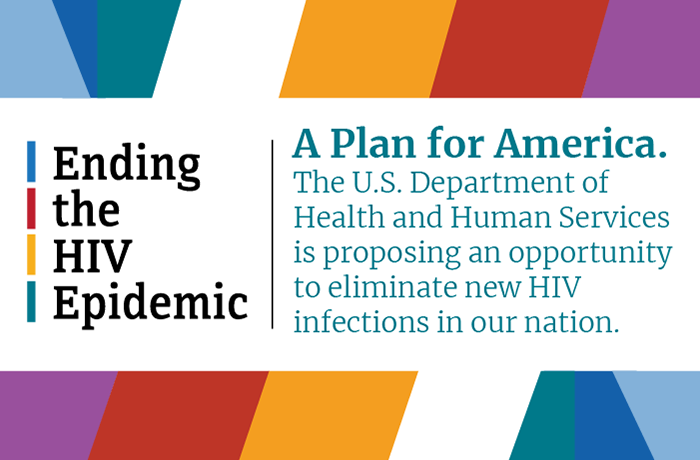 Ending
the
HIV
Epidemic
A Plan for America.
The U.S. Department of
Health and Human Services
is proposing an opportunity
to eliminate new HIV
infections in our nation.